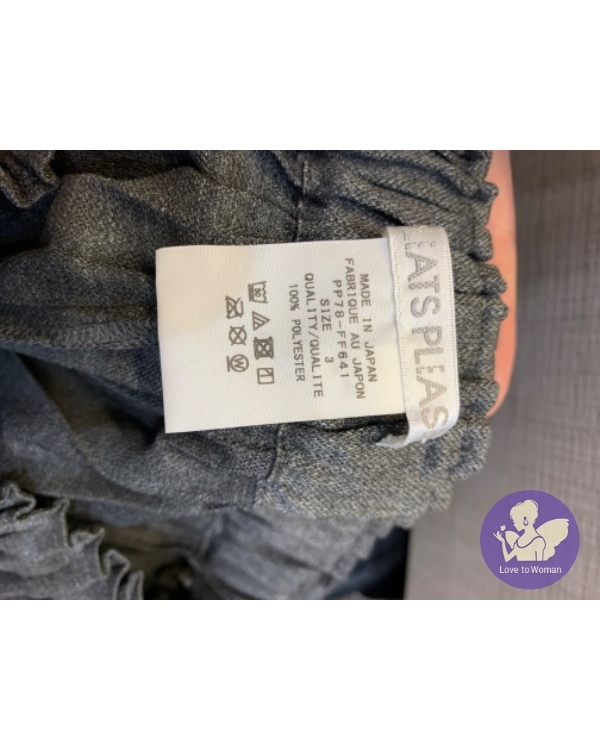 MADE IN JAPAN
FABRIQUE AU JAPON
PP78-FF641
SIZE 3
QUALITY/QUALITE
100% POLYESTER
LEATS PLEAS
Love to Woman